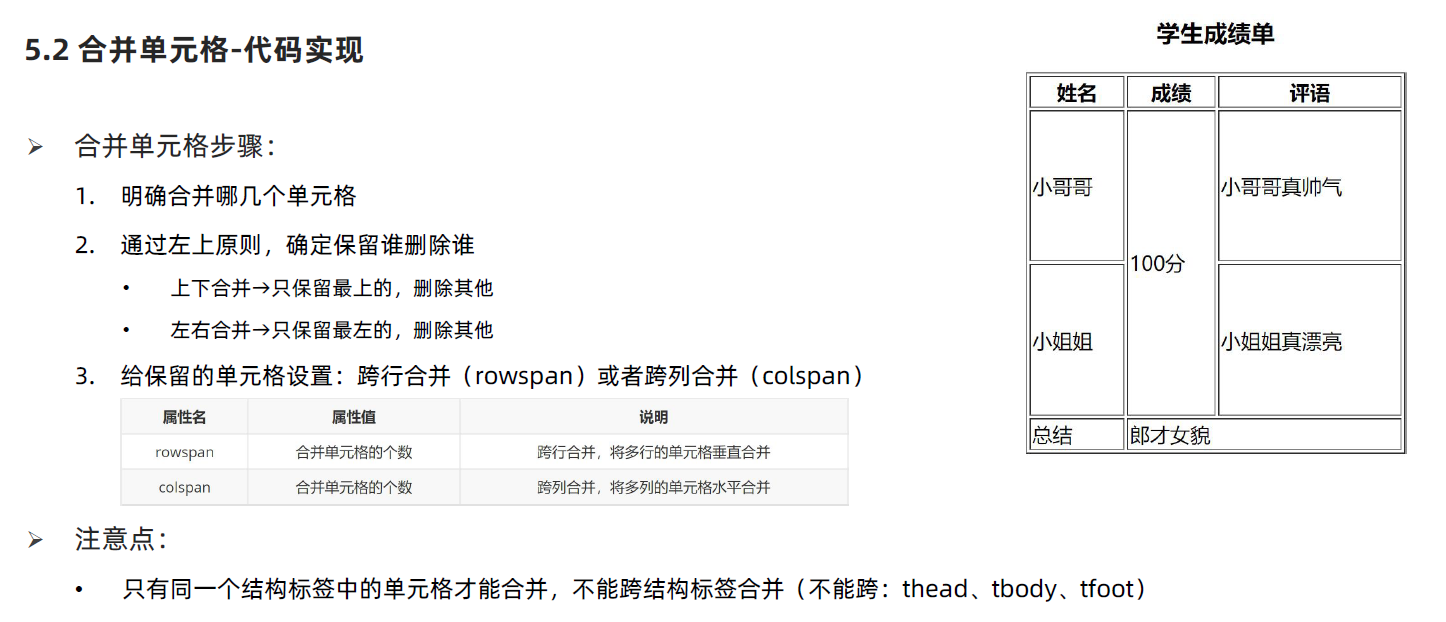 5.2 合并单元格-代码实现
合并单元格步骤：
1. 明确合并哪几个单元格
2. 通过左上原则，确定保留谁删除谁
• 上下合并→只保留最上的，删除其他
• 左右合并→只保留最左的，删除其他
3. 给保留的单元格设置：跨行合并（rowspan）或者跨列合并（colspan）
属性名 属性值 说明
rowspan 合并单元格的个数 跨行合并，将多行的单元格垂直合并
colspan 合并单元格的个数 跨列合并，将多列的单元格水平合并
注意点：
• 只有同一个结构标签中的单元格才能合并，不能跨结构标签合并（不能跨：thead、tbody、tfoot）
学生成绩单
姓名 成绩 评语
小哥哥 小哥哥真帅气
100分
小姐姐 小姐姐真漂亮
总结 郎才女貌